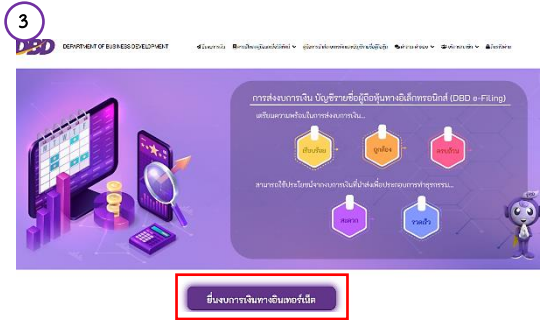 3
DBD DEPARTMENT OF BUSINESS DEVELOPMENT
การส่งงบการเงิน บัญชีรายชื่อผู้ถือหุ้นทางอิเล็กทรอนิกส์ (DBD e-Filing)
เตรียมความพร้อมในการส่งงบการเงิน...
เรียบร้อย ถูกต้อง ครบถ้วน
สามารถใช้ประโยชน์จากงบการเงินที่นำส่งเพื่อประกอบการทำธุรกรรม...
สะดวก รวดเร็ว
ยื่นงบการเงินทางอินเทอร์เน็ต